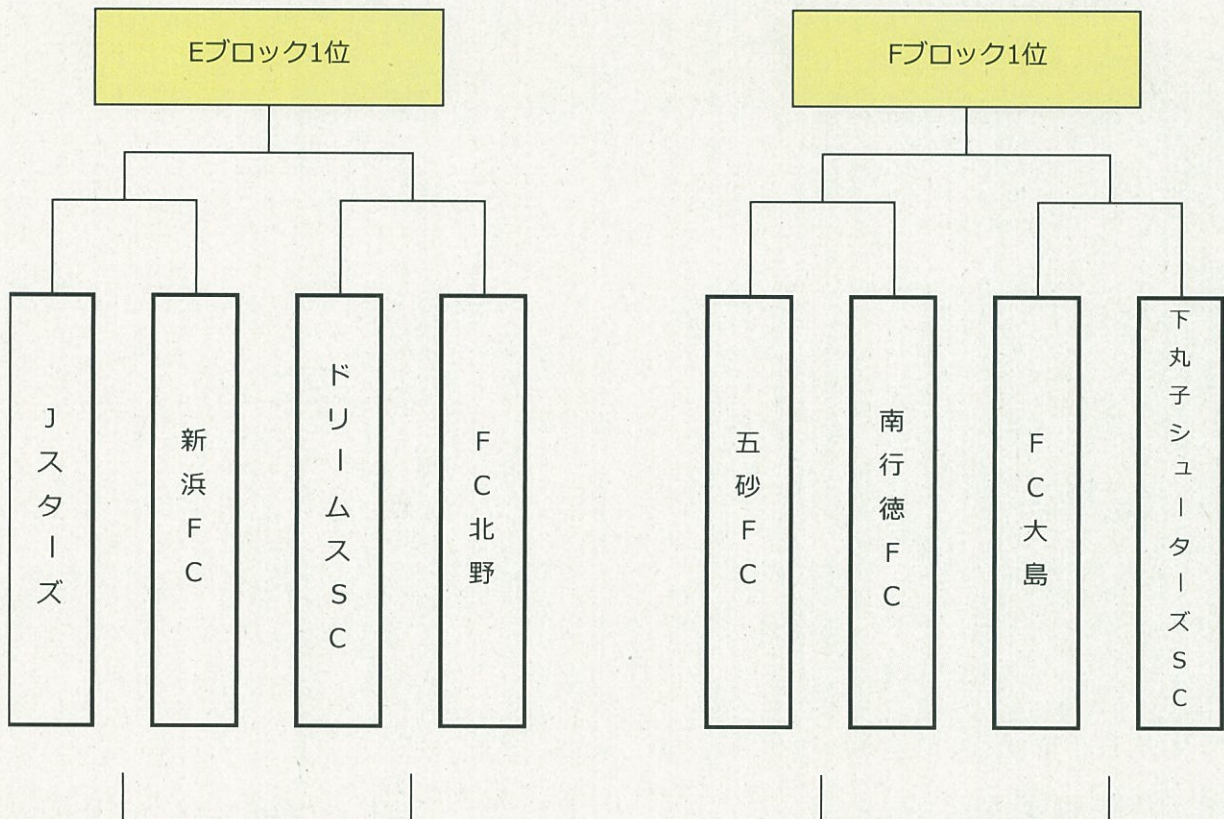 Eブロック1位
Fブロック1位
Jスターズ
新浜FC
ドリームスSC
FC北野
五砂FC
南行徳FC
FC大島
下丸子シューターズSC